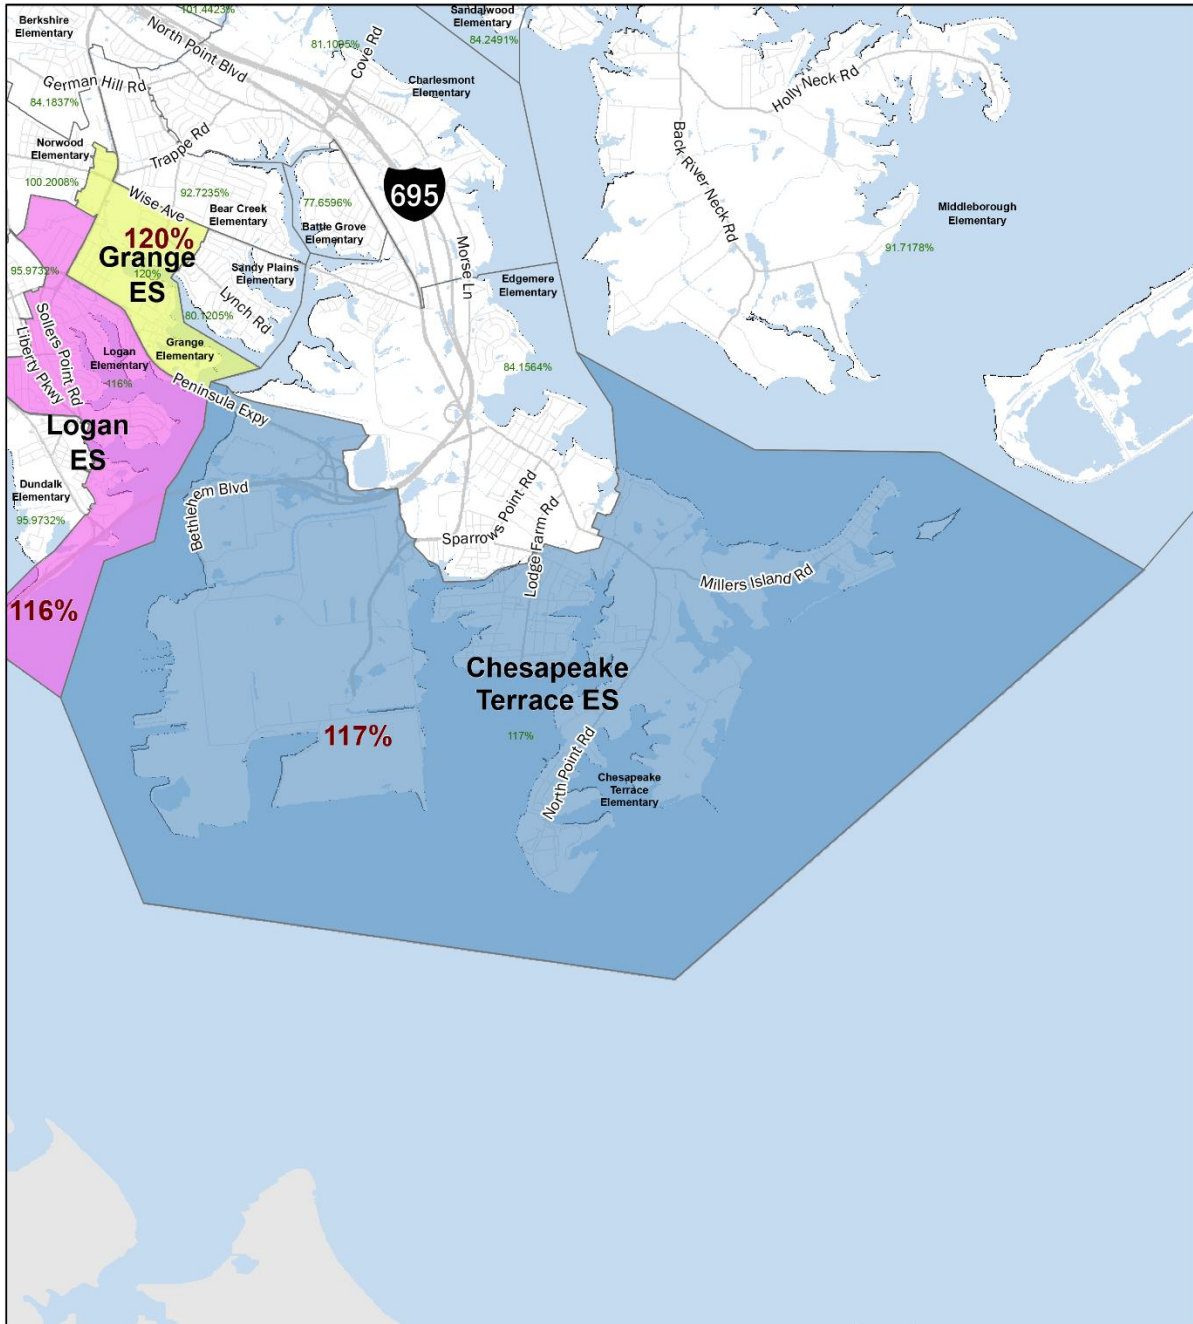 101.4423%
Sandalwood
Elementary
84.2491%
Berkshire
Elementary
North Point Blvd
81.1095%
Cove Rd
Charlesmont
Elementary
Holly Neck Rd
German Hill Rd
84.1837%
Trappe Rd
Norwood
Elementary
100.2008%
Wise Ave
92.7235%
Bear Creek
Elementary
77.6596%
Battle Grove
Elementary
695
Back River Neck Rd
Middleborough
Elementary
91.7178%
120%
Grange
ES
120%
95.9732%
Sandy Plains
Elementary
Lynch Rd
80.1205%
Morse Ln
Edgemere
Elementary
84.1564%
Sollers Point Rd
Liberty Pkwy
Logan
Elementary
116%
Grange
Elementary
Peninsula Expy
Logan
ES
Dundalk
Elementary
95.9732%
Bethlehem Blvd
Sparrows Point Rd
Lodge Farm Rd
Millers Island Rd
116%
Chesapeake
Terrace ES
117%
117%
North Point Rd
Chesapeake
Terrace
Elementary